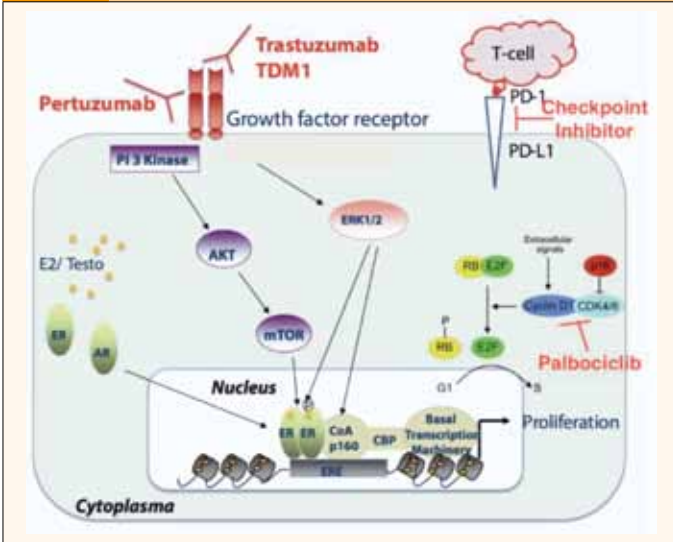 Trastuzumab
TDM1
Pertuzumab
Growth factor receptor
T-cell
PD-1
Checkpoint
Inhibitor
PD-L1
PI 3 Kinase
ERK1/2
AKT
mTOR
E2/ Testo
ER
AR
Extracellular
signals
RB E2F
p16
Cyclin D1 CDK4/6
P
RB E2F
Palbociclib
G1 S
Nucleus
P
ER ER
CoA
p160
CBP
Basal
Transcription
Machinery
Proliferation
ERE
Cytoplasma